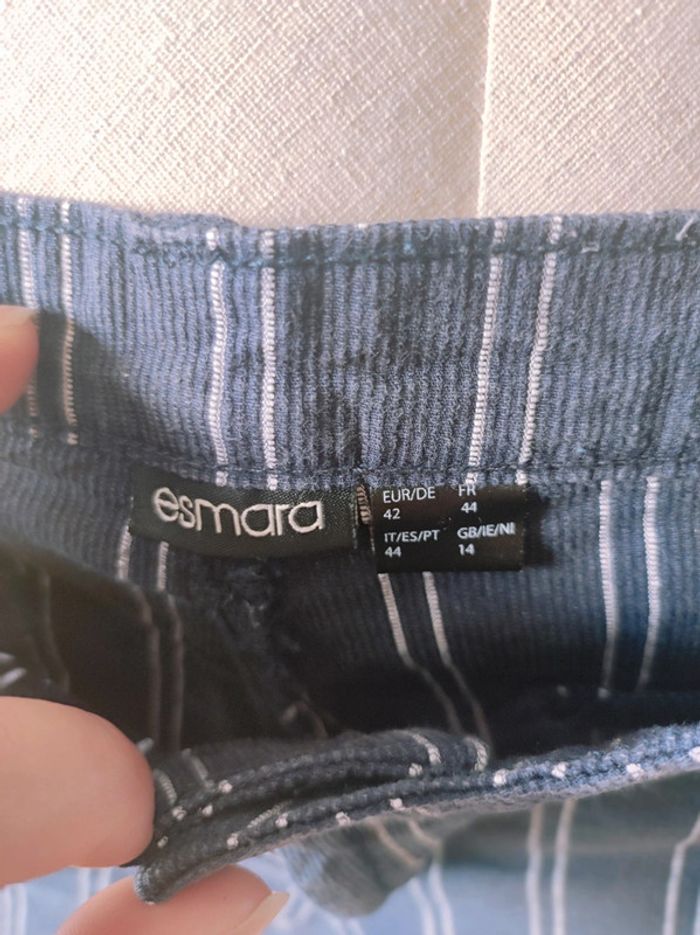 esmara
EUR/DE FR
42 44
IT/ES/PT GB/IE/NI
44 14